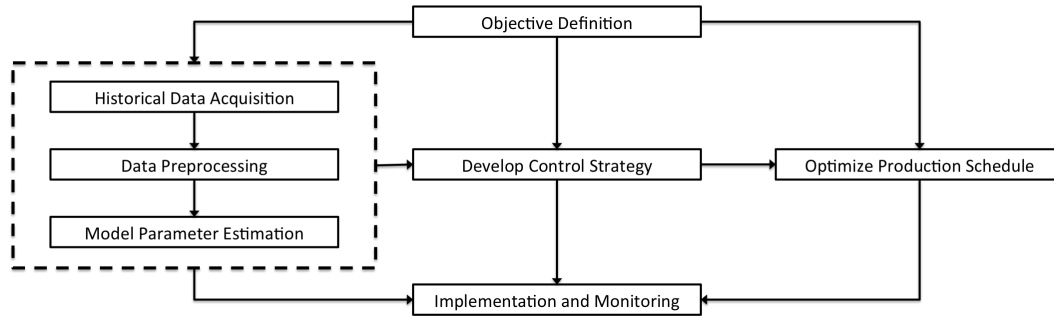 Objective Definition
Historical Data Acquisition
Data Preprocessing
Develop Control Strategy
Optimize Production Schedule
Model Parameter Estimation
Implementation and Monitoring